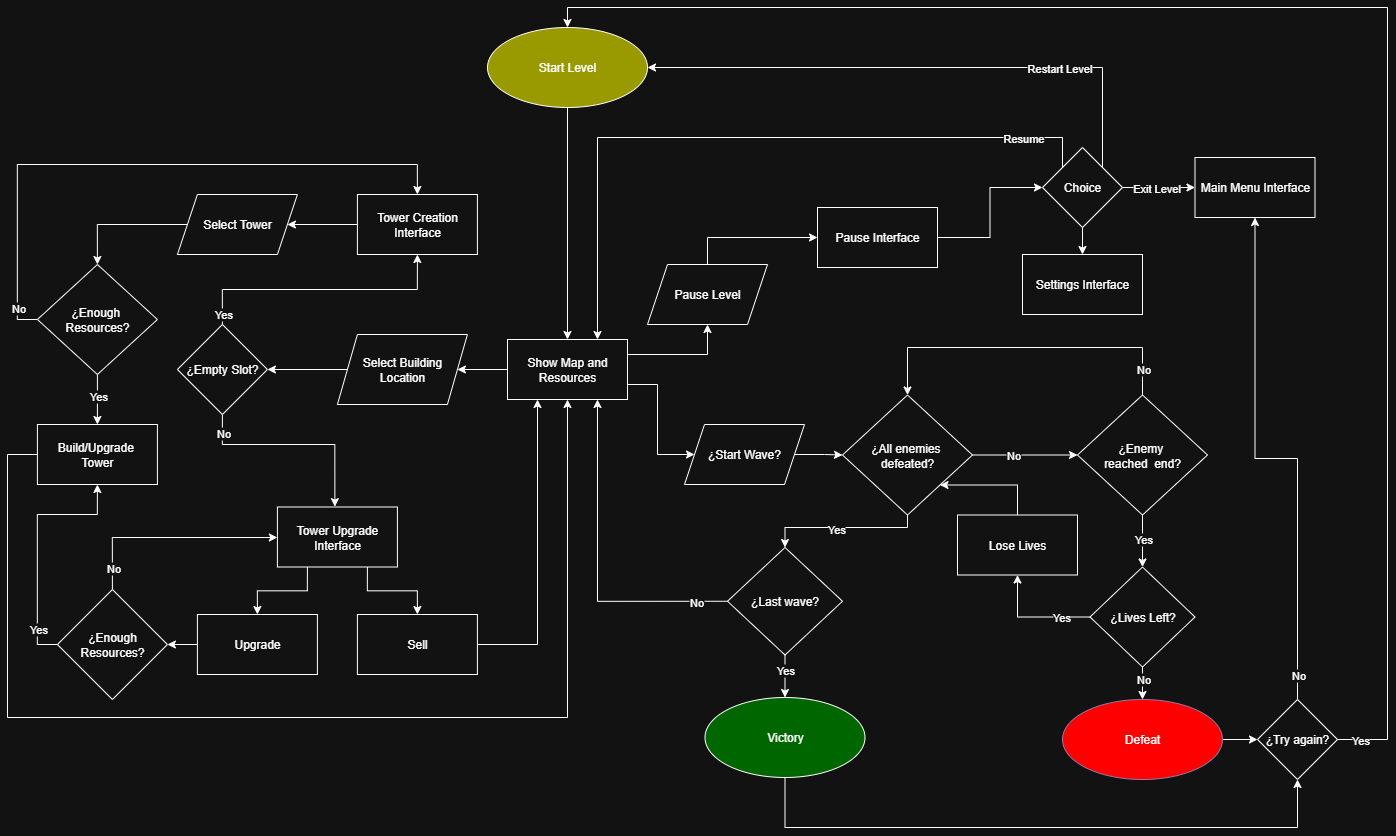 Start Level
Restart Level
Resume
Choice
Exit Level
Main Menu Interface
Select Tower
Tower Creation
Interface
Pause Interface
Pause Level
Settings Interface
No
¿Enough
Resources?
Yes
¿Empty Slot?
Select Building
Location
Show Map and
Resources
No
Yes
No
Build/Upgrade
Tower
¿Start Wave?
¿All enemies
defeated?
No
¿Enemy
reached  end?
Tower Upgrade
Interface
Yes
Yes
Lose Lives
No
¿Last wave?
No
Yes
¿Lives Left?
Yes
¿Enough
Resources?
Upgrade
Sell
Yes
No
No
Victory
Defeat
¿Try again?
Yes